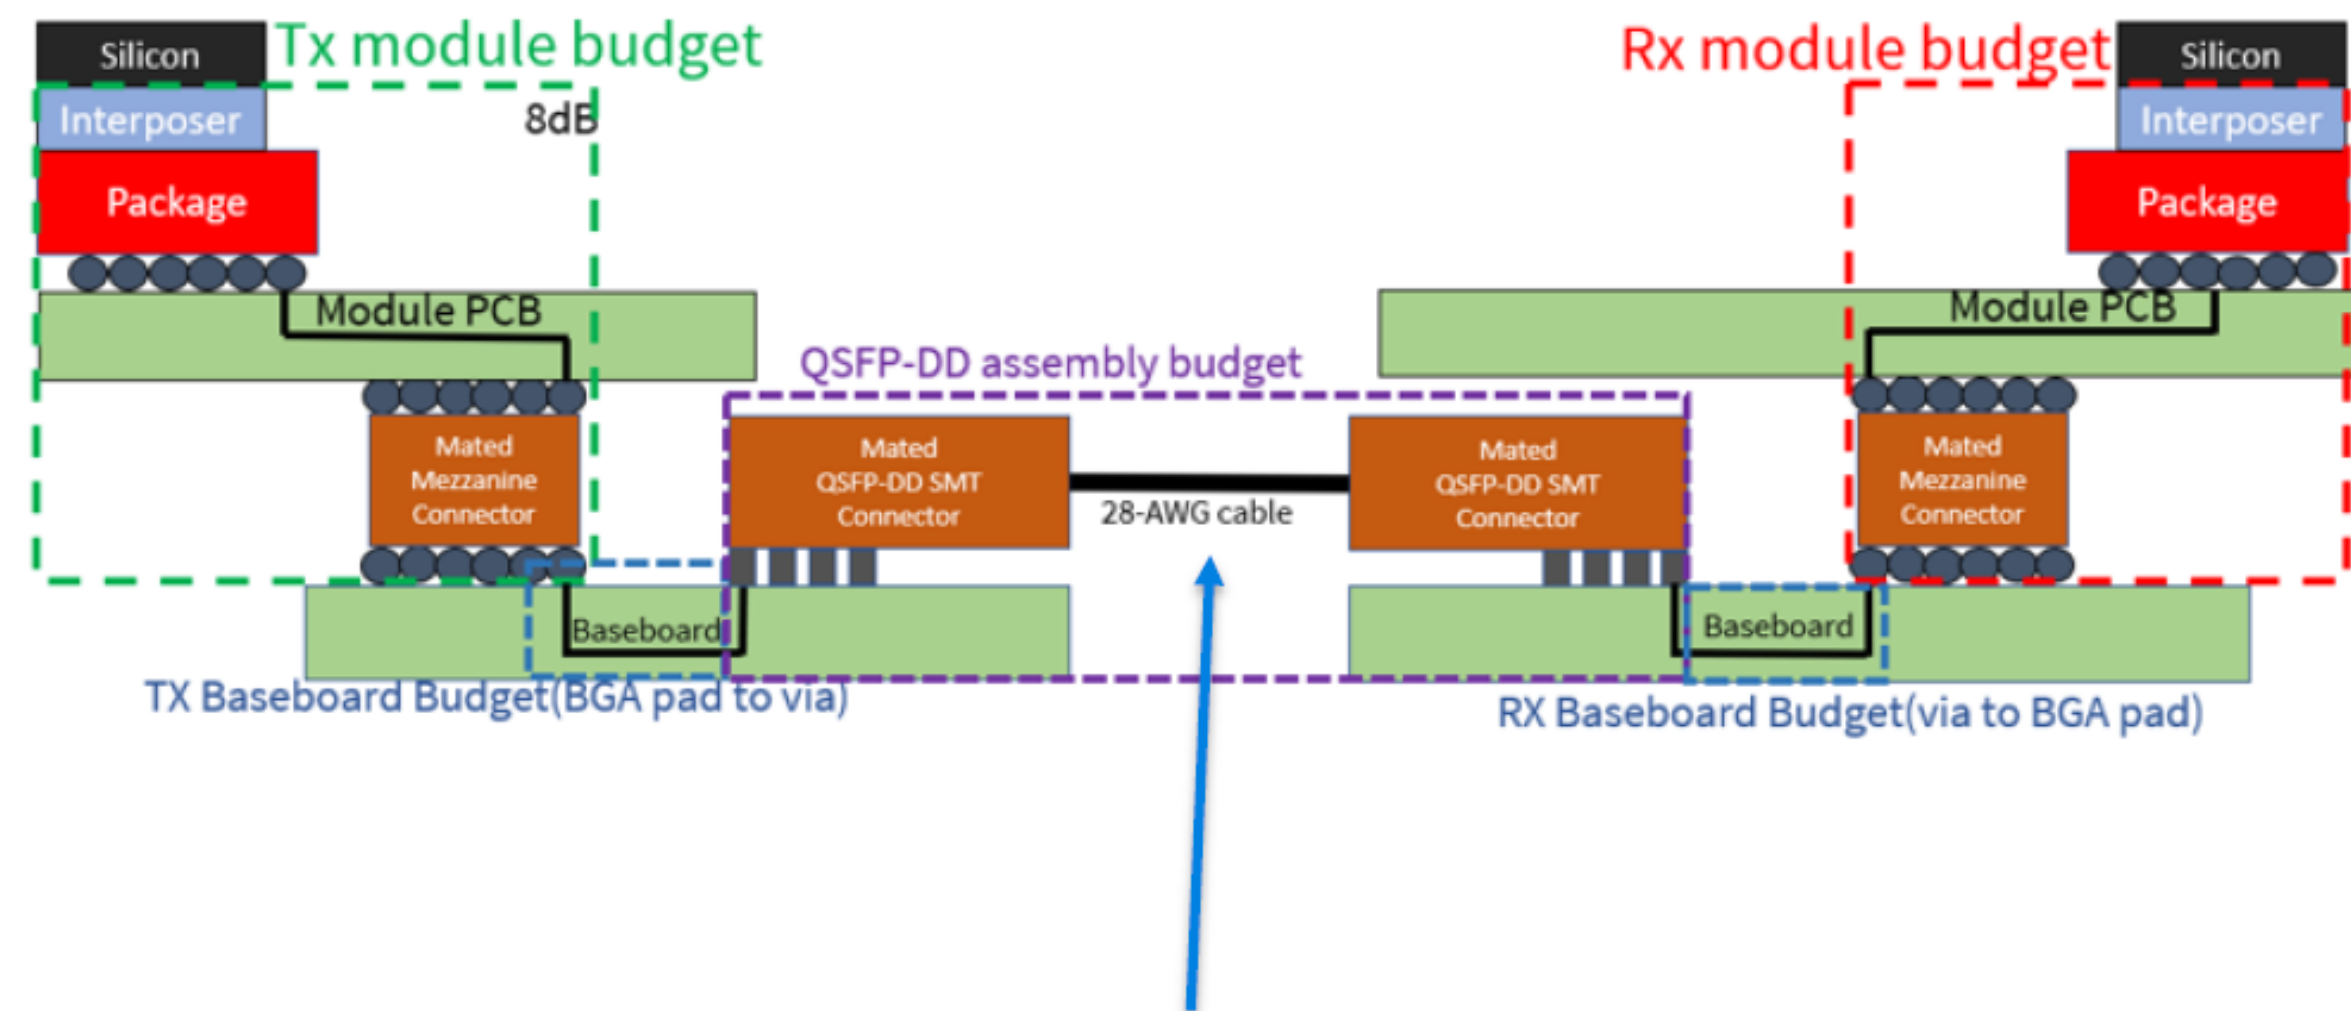 Silicon
Tx module budget
Rx module budget
Silicon
Interposer
8dB
Interposer
Package
Package
Module PCB
Module PCB
QSFP-DD assembly budget
Mated
Mezzanine
Connector
Mated
QSFP-DD SMT
Connector
28-AWG cable
Mated
QSFP-DD SMT
Connector
Mated
Mezzanine
Connector
Baseboard
Baseboard
TX Baseboard Budget(BGA pad to via)
RX Baseboard Budget(via to BGA pad)